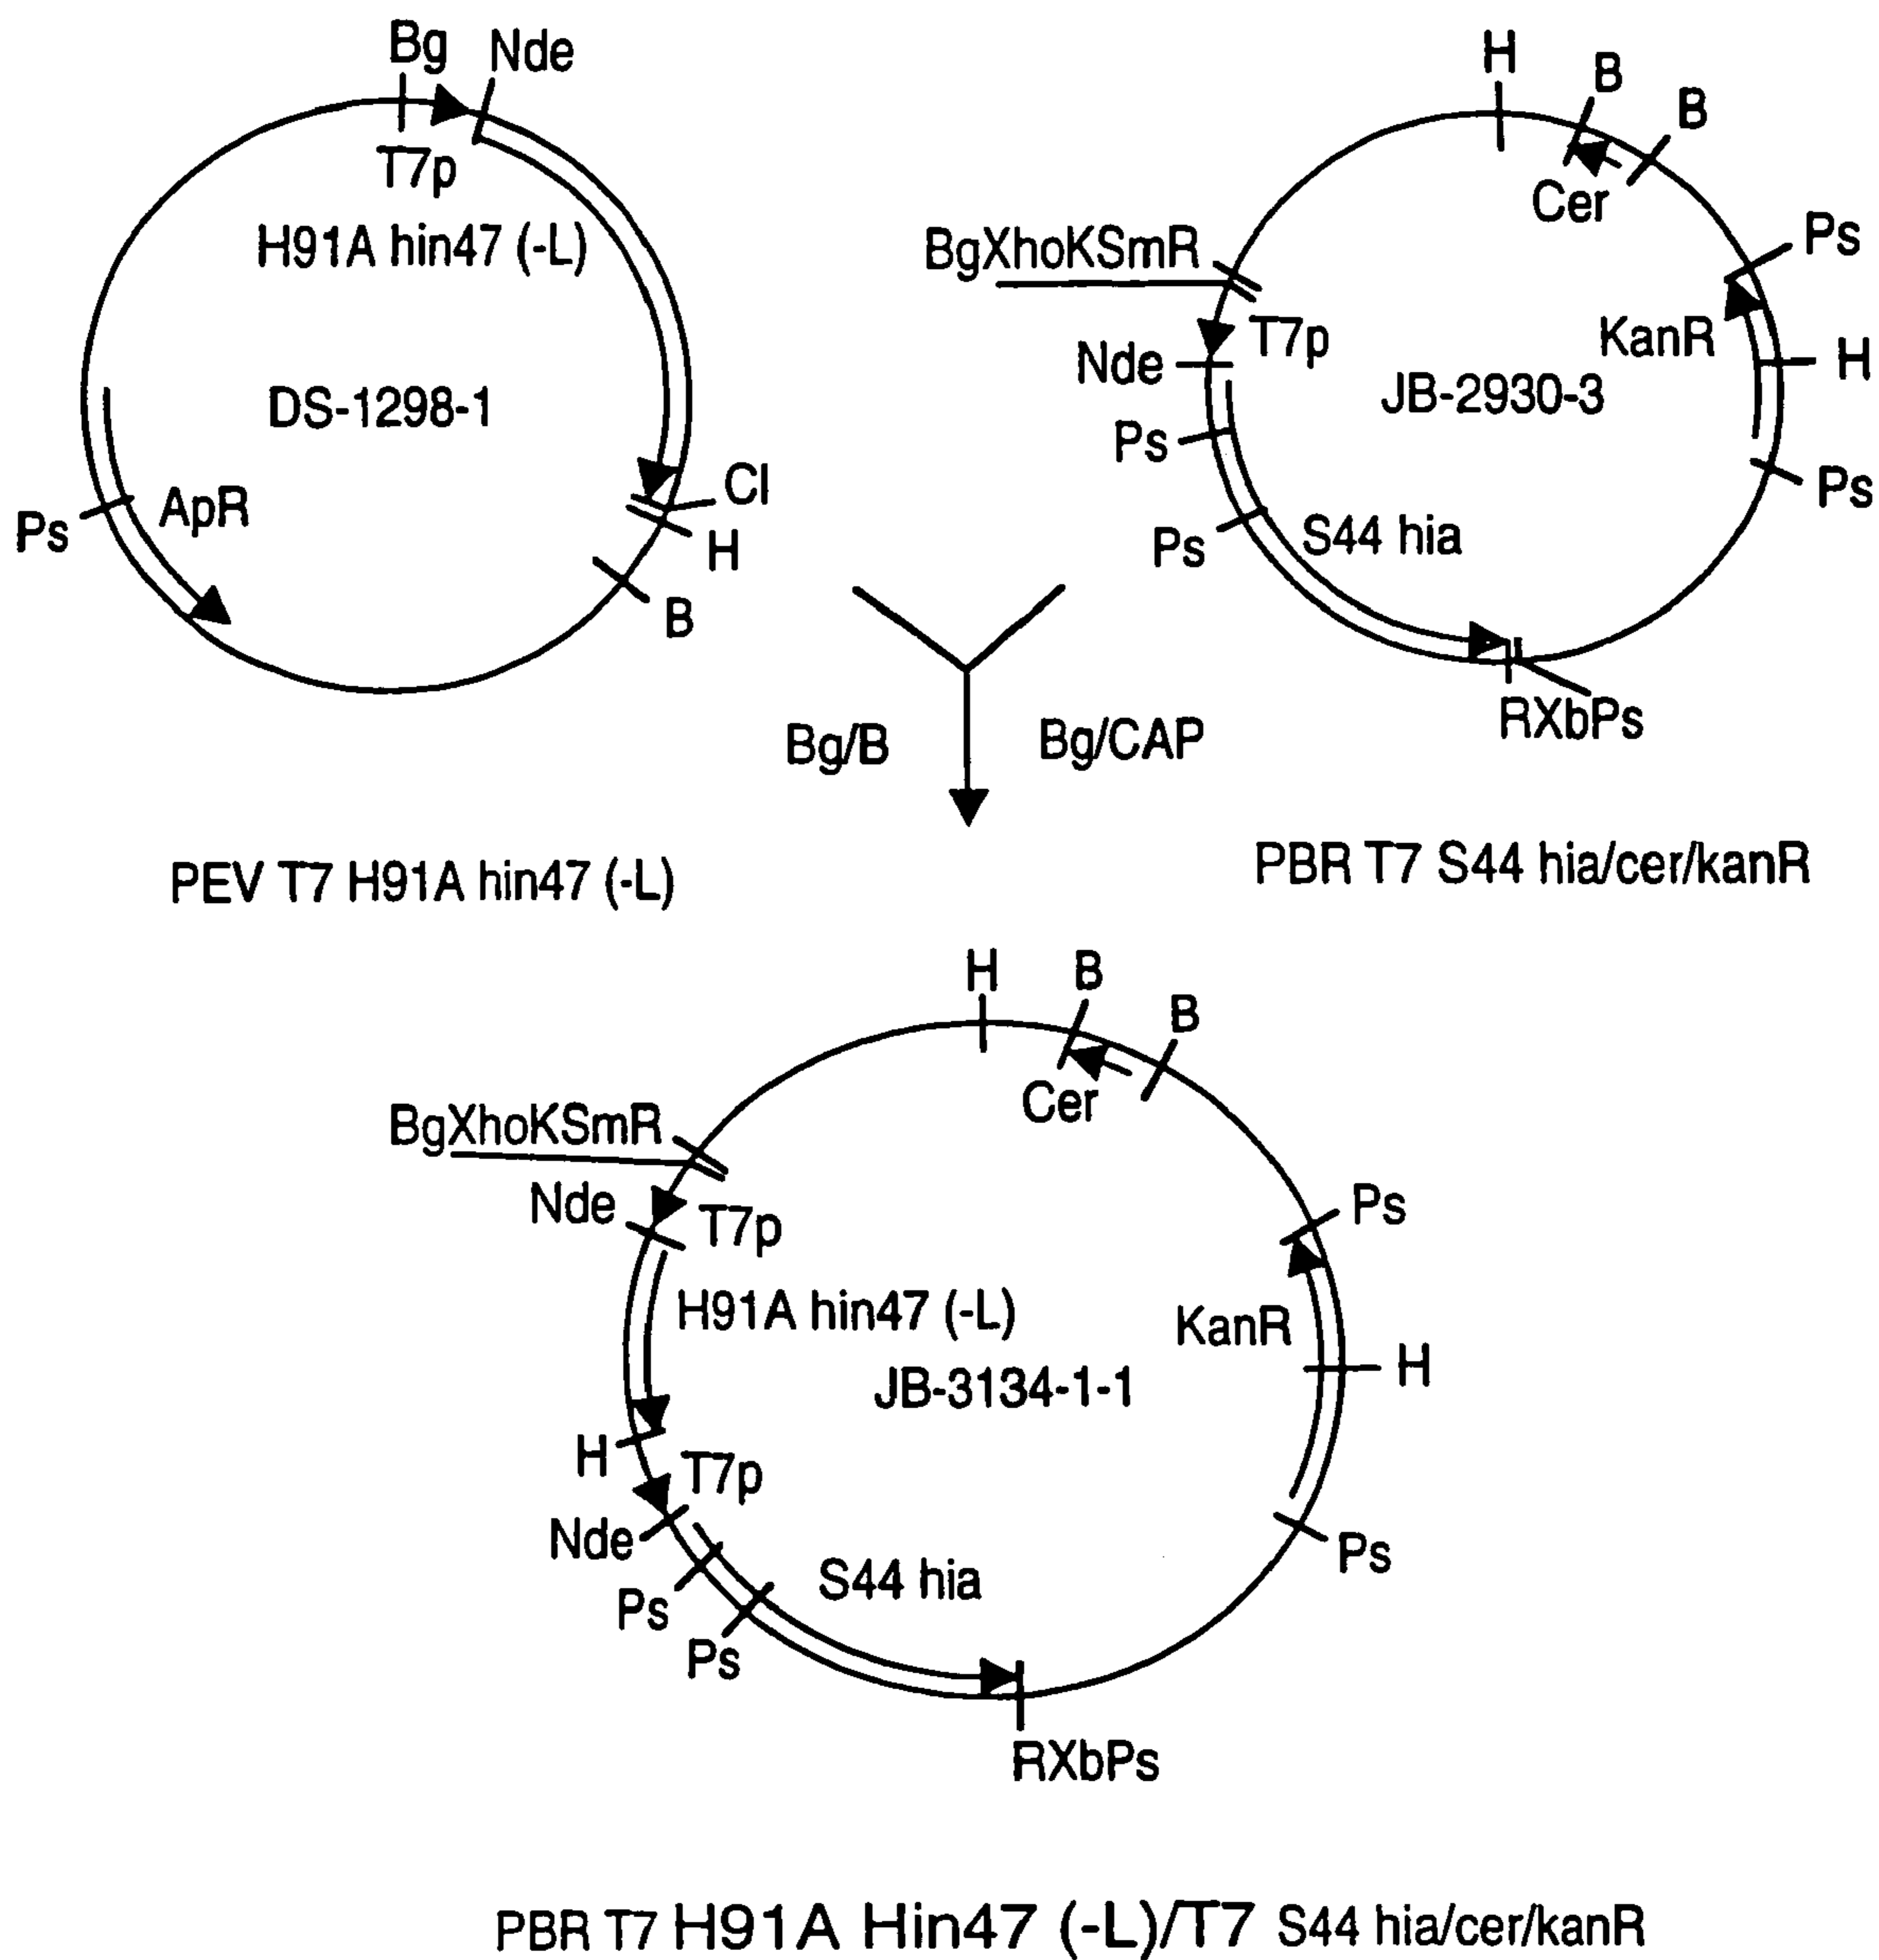 Bg
Nde
T7p
H91A hin47 (-L)
DS-1298-1
Ps
ApR
Cl
H
B
H
B
B
Cer
BgXhoKSmR
T7p
Nde
Ps
KanR
H
JB-2930-3
Ps
Ps
Ps
S44 hia
RXbPs
Bg/B
Bg/CAP
PEV T7 H91A hin47 (-L)
PBR T7 S44 hia/cer/kanR
H
B
B
Cer
BgXhoKSmR
Nde
T7p
Ps
H91A hin47 (-L)
KanR
H
JB-3134-1-1
H
T7p
Nde
Ps
Ps
Ps
S44 hia
RXbPs
PBR T7 H91A Hin47 (-L)/T7 S44 hia/cer/kanR